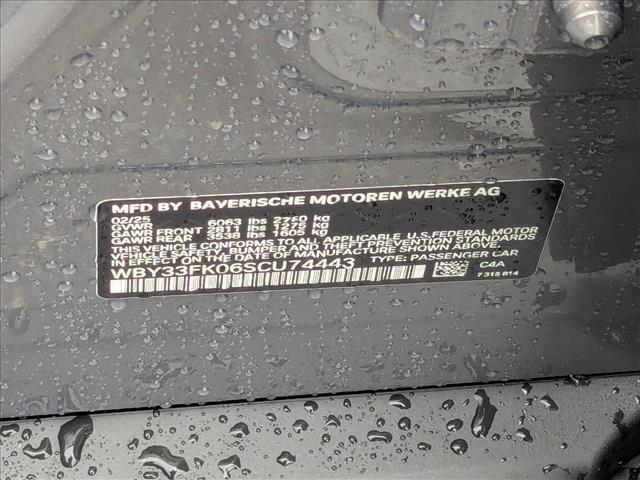 MFD BY BAYERISCHE MOTOREN WERKE AG
02/25
GVWR 6063 lbs 2750 kg
GAWR FRONT 2811 lbs 1275 kg
GAWR REAR 3538 lbs 1605 kg
THIS VEHICLE CONFORMS TO ALL APPLICABLE U.S.FEDERAL MOTOR
VEHICLE SAFETY, BUMPER, AND THEFT PREVENTION STANDARDS
IN EFFECT ON THE DATE OF MANUFACTURE SHOWN ABOVE.
WBY33FK06SCU74443 TYPE: PASSENGER CAR
C4A
7 315 814